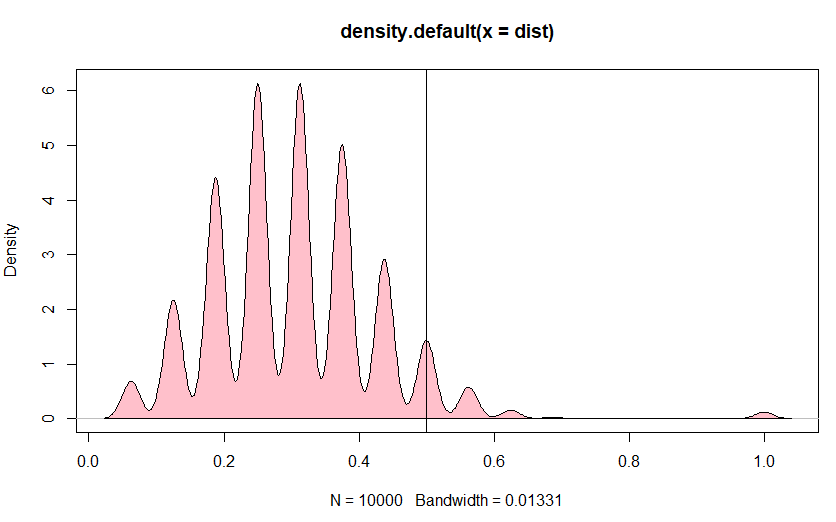 density.default(x = dist)
Density
6
5
4
3
2
1
0
0.0 0.2 0.4 0.6 0.8 1.0
N = 10000 Bandwidth = 0.01331